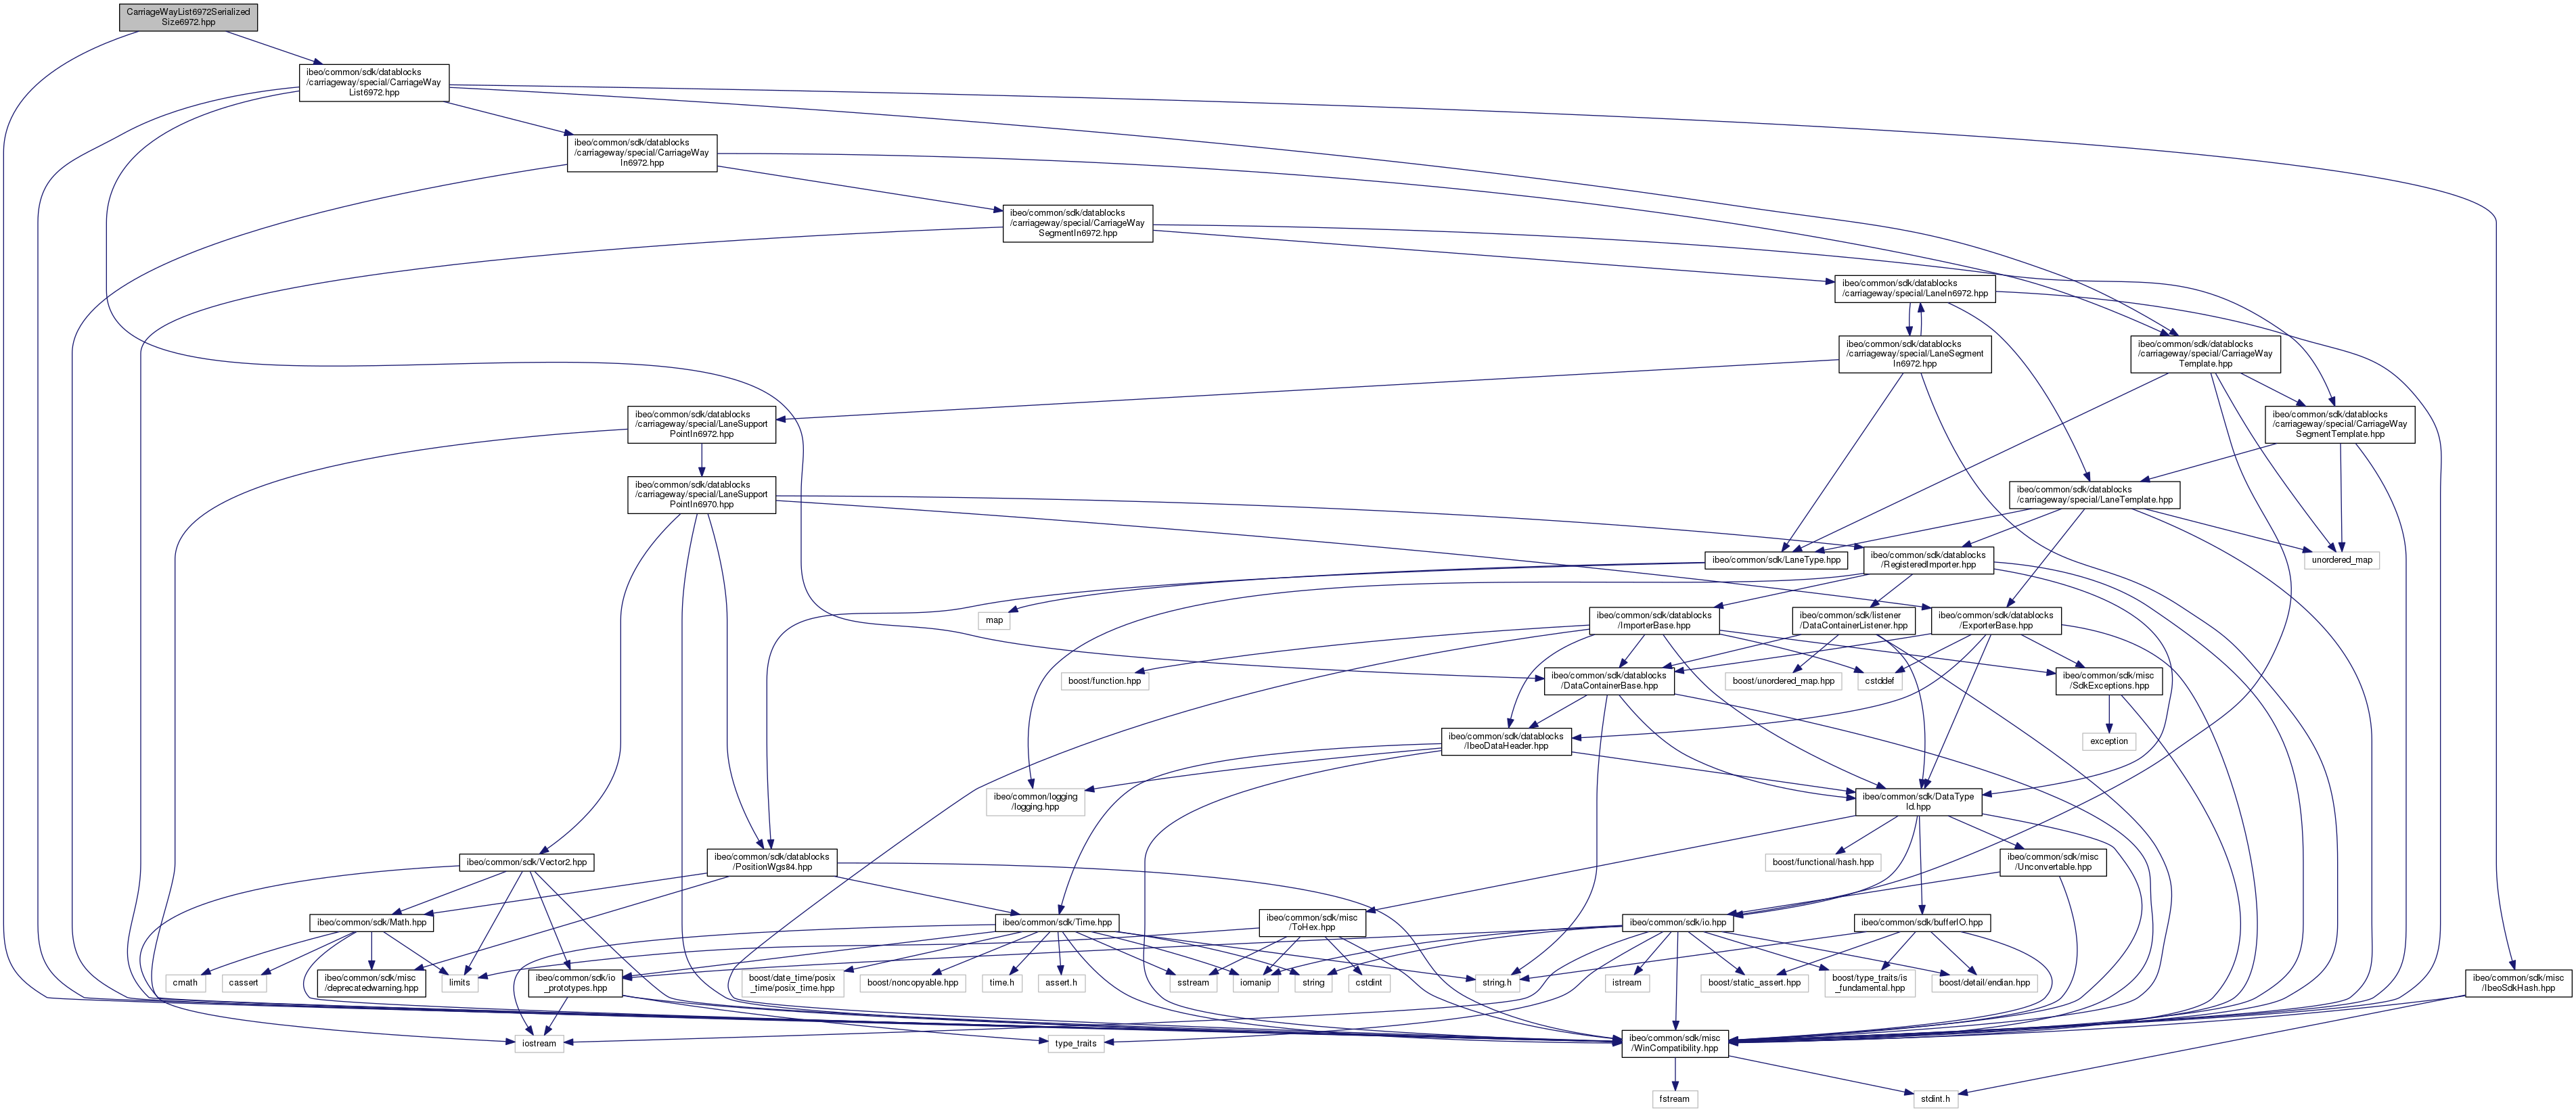 CarriageWayList6972Serialized
Size6972.hpp
ibeo/common/sdk/datablocks
/carriageway/special/CarriageWay
List6972.hpp
ibeo/common/sdk/datablocks
/carriageway/special/CarriageWay
In6972.hpp
ibeo/common/sdk/datablocks
/carriageway/special/CarriageWay
SegmentIn6972.hpp
ibeo/common/sdk/datablocks
/carriageway/special/LaneIn6972.hpp
ibeo/common/sdk/datablocks
/carriageway/special/LaneSegment
In6972.hpp
ibeo/common/sdk/datablocks
/carriageway/special/CarriageWay
Template.hpp
ibeo/common/sdk/datablocks
/carriageway/special/LaneSupport
PointIn6972.hpp
ibeo/common/sdk/datablocks
/carriageway/special/CarriageWay
SegmentTemplate.hpp
ibeo/common/sdk/datablocks
/carriageway/special/LaneSupport
PointIn6970.hpp
ibeo/common/sdk/datablocks
/carriageway/special/LaneTemplate.hpp
ibeo/common/sdk/LaneType.hpp
ibeo/common/sdk/datablocks
/RegisteredImporter.hpp
unordered_map
map
ibeo/common/sdk/datablocks
/ImporterBase.hpp
ibeo/common/sdk/listener
/DataContainerListener.hpp
ibeo/common/sdk/datablocks
/ExporterBase.hpp
boost/function.hpp
ibeo/common/sdk/datablocks
/DataContainerBase.hpp
boost/unordered_map.hpp
cstddef
ibeo/common/sdk/misc
/SdkExceptions.hpp
ibeo/common/sdk/datablocks
/IbeoDataHeader.hpp
exception
ibeo/common/logging
/logging.hpp
ibeo/common/sdk/DataType
Id.hpp
ibeo/common/sdk/Vector2.hpp
ibeo/common/sdk/datablocks
/PositionWgs84.hpp
boost/functional/hash.hpp
ibeo/common/sdk/misc
/Unconvertable.hpp
ibeo/common/sdk/Math.hpp
ibeo/common/sdk/Time.hpp
ibeo/common/sdk/misc
/ToHex.hpp
ibeo/common/sdk/io.hpp
ibeo/common/sdk/bufferIO.hpp
cmath
cassert
ibeo/common/sdk/misc
/deprecatedwarning.hpp
limits
ibeo/common/sdk/io
_prototypes.hpp
boost/date_time/posix
_time/posix_time.hpp
boost/noncopyable.hpp
time.h
assert.h
sstream
iomanip
string
cstdint
string.h
istream
boost/static_assert.hpp
boost/type_traits/is
_fundamental.hpp
boost/detail/endian.hpp
ibeo/common/sdk/misc
/IbeoSdkHash.hpp
iostream
type_traits
ibeo/common/sdk/misc
/WinCompatibility.hpp
fstream
stdint.h